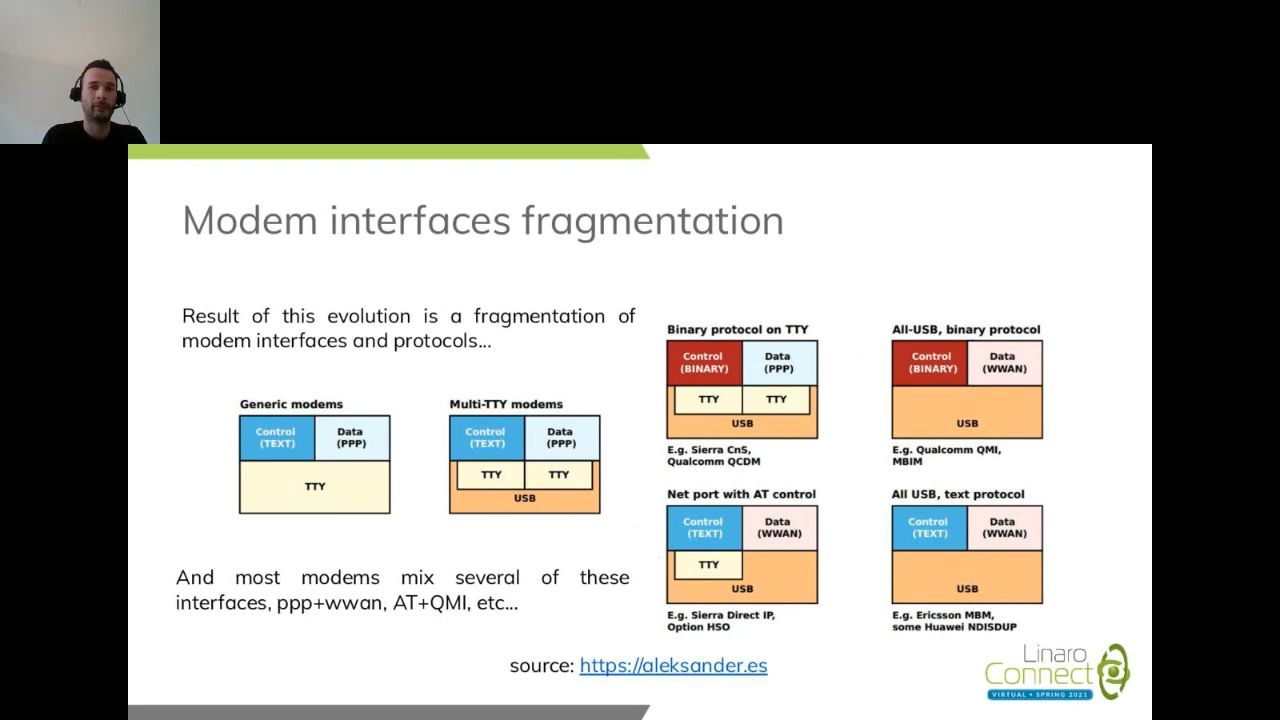 Modem interfaces fragmentation
Result of this evolution is a fragmentation of
modem interfaces and protocols...
Generic modems
Control
(TEXT)
Data
(PPP)
TTY
Multi-TTY modems
Control
(TEXT)
Data
(PPP)
TTY
TTY
USB
And most modems mix several of these
interfaces, ppp+wwan, AT+QMI, etc...
Binary protocol on TTY
Control
(BINARY)
Data
(PPP)
TTY
TTY
USB
E.g. Sierra CnS,
Qualcomm QCDM
All-USB, binary protocol
Control
(BINARY)
Data
(WWAN)
USB
E.g. Qualcomm QMI,
MBIM
Net port with AT control
Control
(TEXT)
Data
(WWAN)
TTY
USB
E.g. Sierra Direct IP,
Option HSO
All USB, text protocol
Control
(TEXT)
Data
(WWAN)
USB
E.g. Ericsson MBM,
some Huawei NDISDUP
source: https://aleksander.es
Linaro
Connect
VIRTUAL • SPRING 2021